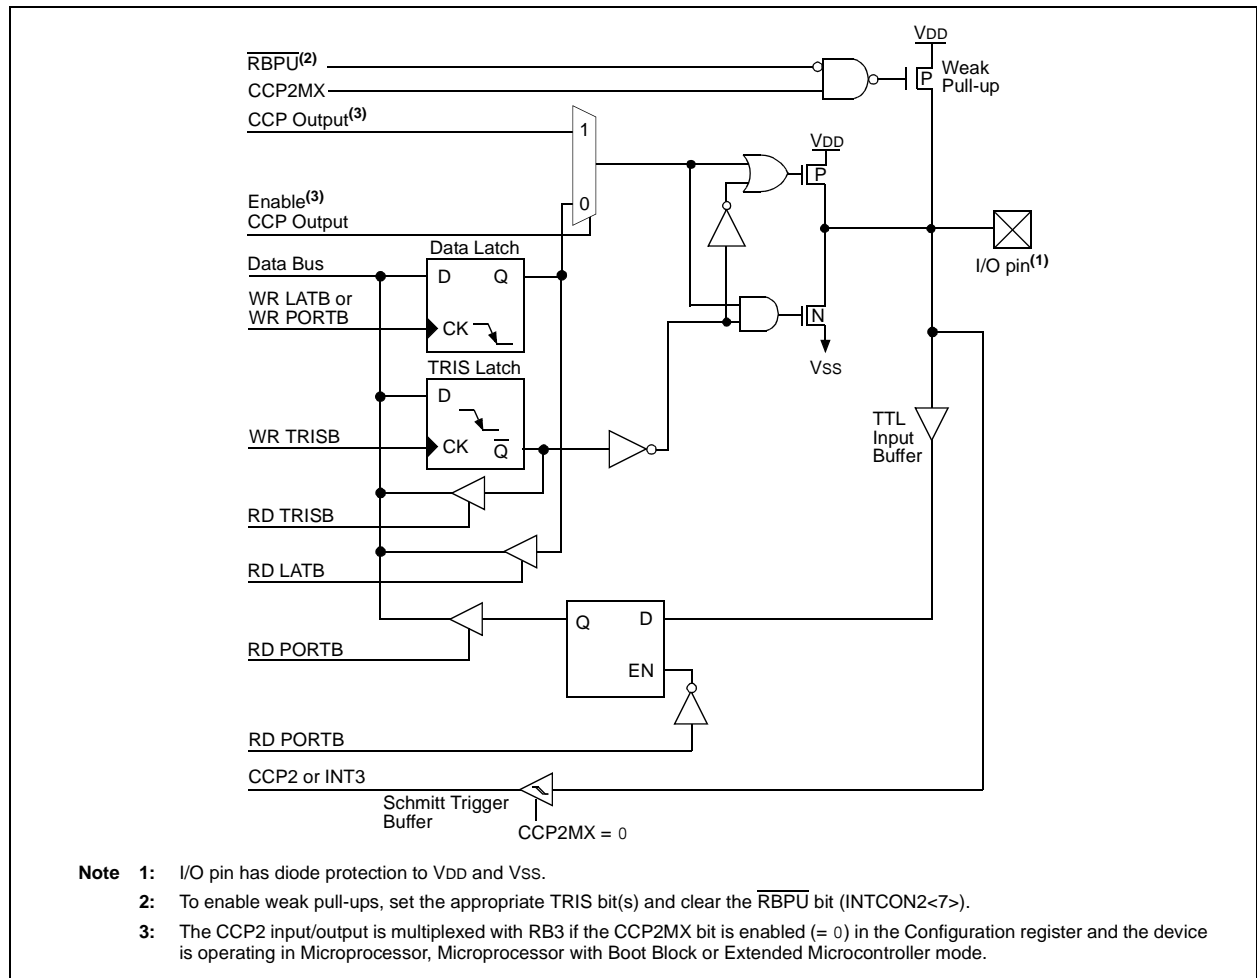 VDD
RBPU(2)
Weak
Pull-up
P
CCP2MX
CCP Output(3)
1
VDD
P
Enable(3)
CCP Output
0
I/O pin(1)
Data Latch
Data Bus
D Q
WR LATB or
WR PORTB
CK
N
VSS
TRIS Latch
D
TTL
Input
Buffer
WR TRISB
CK Q
RD TRISB
RD LATB
Q D
RD PORTB
EN
RD PORTB
CCP2 or INT3
Schmitt Trigger
Buffer
CCP2MX = 0
Note 1: I/O pin has diode protection to VDD and VSS.
2: To enable weak pull-ups, set the appropriate TRIS bit(s) and clear the RBPU bit (INTCON2<7>).
3: The CCP2 input/output is multiplexed with RB3 if the CCP2MX bit is enabled (= 0) in the Configuration register and the device
is operating in Microprocessor, Microprocessor with Boot Block or Extended Microcontroller mode.